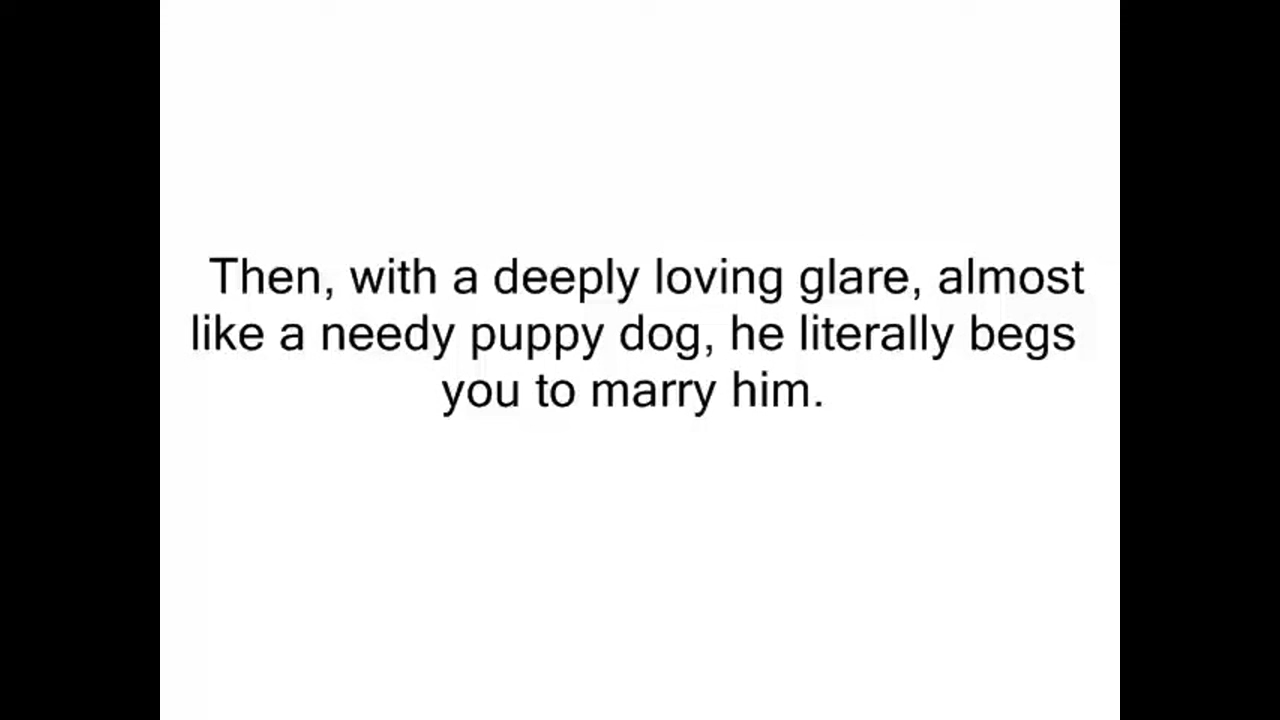 Then, with a deeply loving glare, almost
like a needy puppy dog, he literally begs
you to marry him.